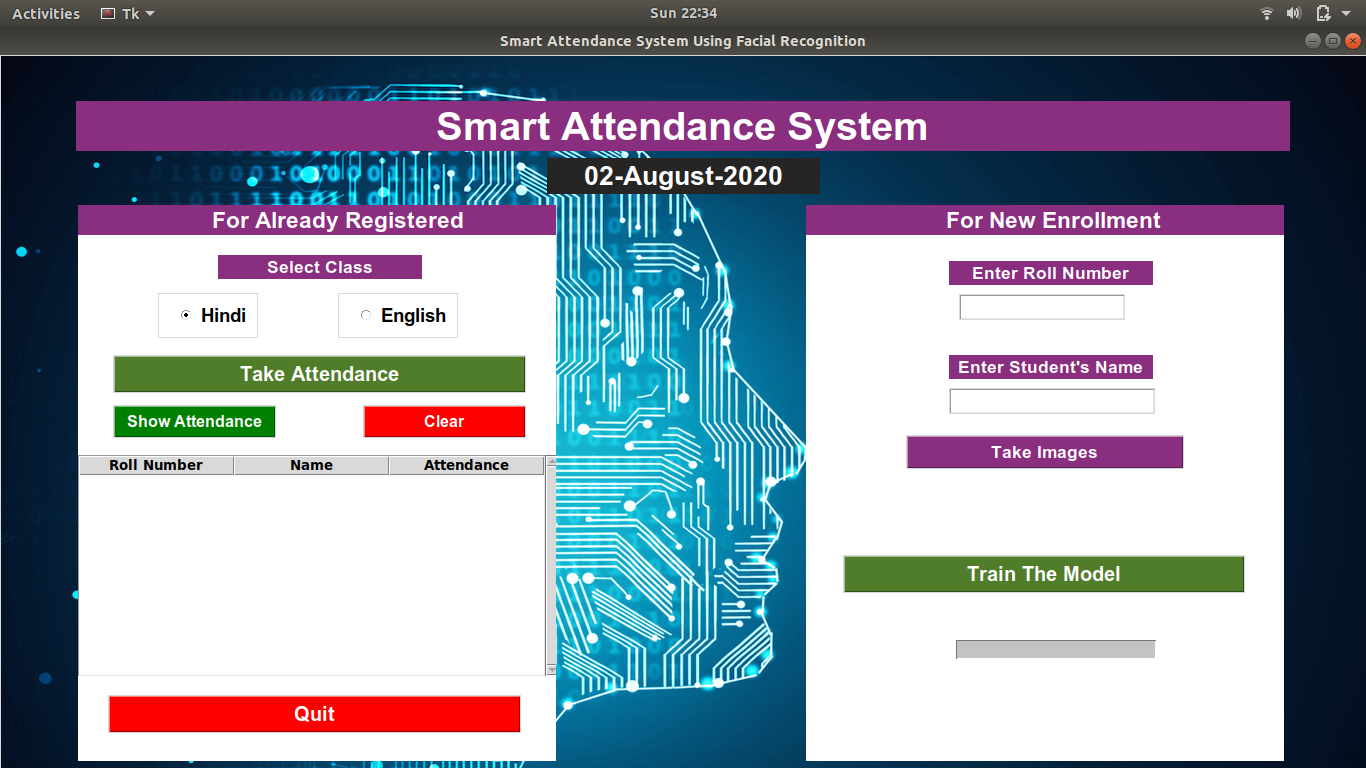 Activities Tk Sun 22:34
Smart Attendance System Using Facial Recognition
Smart Attendance System
02-August-2020
For Already Registered
Select Class
Hindi English
Take Attendance
Show Attendance Clear
Roll Number Name Attendance
Quit
For New Enrollment
Enter Roll Number
Enter Student's Name
Take Images
Train The Model